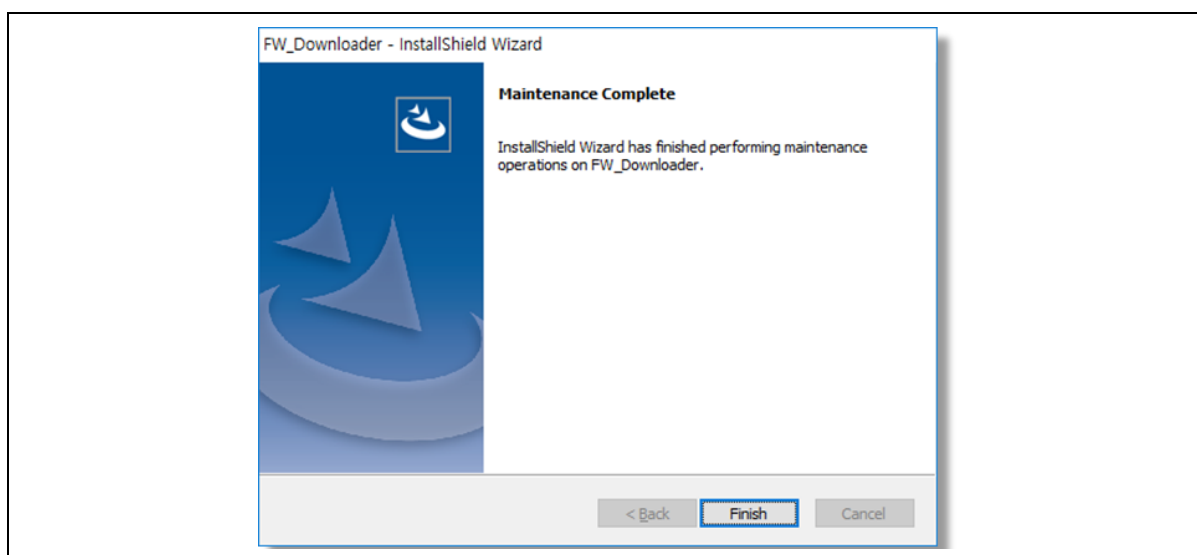 FW_Downloader - InstallShield Wizard
Maintenance Complete
InstallShield Wizard has finished performing maintenance
operations on FW_Downloader.
< Back
Finish
Cancel